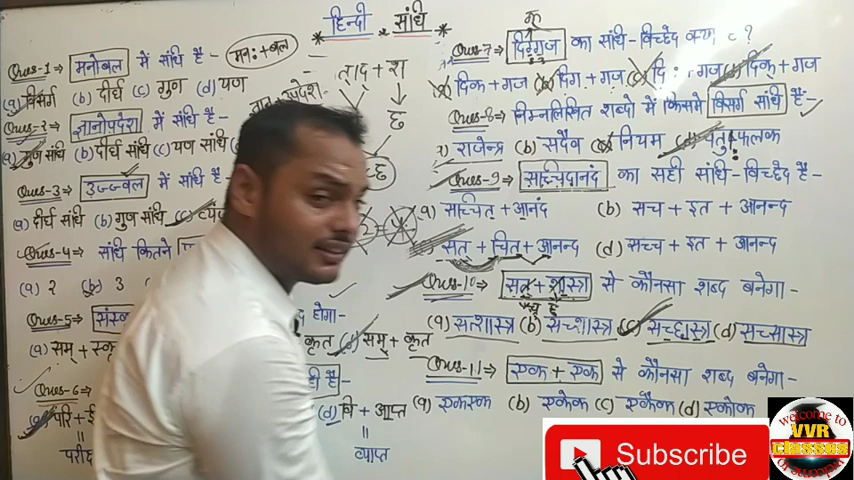 हिन्दी संधि
Ques-1⇒ मनोबल में संधि है- मनः+बल
(a) विसर्ग (b) दीर्घ (c) गुण (d) यण
Ques-2⇒ ज्ञानोपदेश में संधि है-
(a) गुण संधि (b) दीर्घ संधि (c) यण संधि
Ques-3⇒ उज्ज्वल में संधि है-
(a) दीर्घ संधि (b) गुण संधि (c)
Ques-4⇒ संधि कितने
(a) 2 (b) 3
Ques-5⇒ होगा-
(a) सम् + कृत (d) सम् + कृत
Ques-6⇒ ही है-
(a) परि + (d) वि + आप्त
=
व्याप्त
+ श
छ
Ques-7⇒ दिग्गज का संधि-विच्छेद क्या ?
दिक + गज दिग + गज दि: गज दिक् + गज
Ques-8⇒ निम्नलिखित शब्दो में किसमे विसर्ग संधि है-
राजेन्द्र (b) सदैव नियम
Ques-9⇒ सच्चिदानंद का सही संधि-विच्छेद है-
(a) सच्चित् + आनंद (b) सच + इत + आनन्द
सत् + चित + आनन्द (d) सच्च + इत + आनन्द
Ques-10⇒ सत् + शास्त्र से कौनसा शब्द बनेगा-
(a) सत्शास्त्र (b) सच्शास्त्र (c) सच्छास्त्र (d) सच्सास्त्र
Ques-11⇒ एक + एक से कौनसा शब्द बनेगा-
(a) एकएक (b) एकेक (c) एकैक (d) एकोक
Subscribe
welcome to
VVR
classes